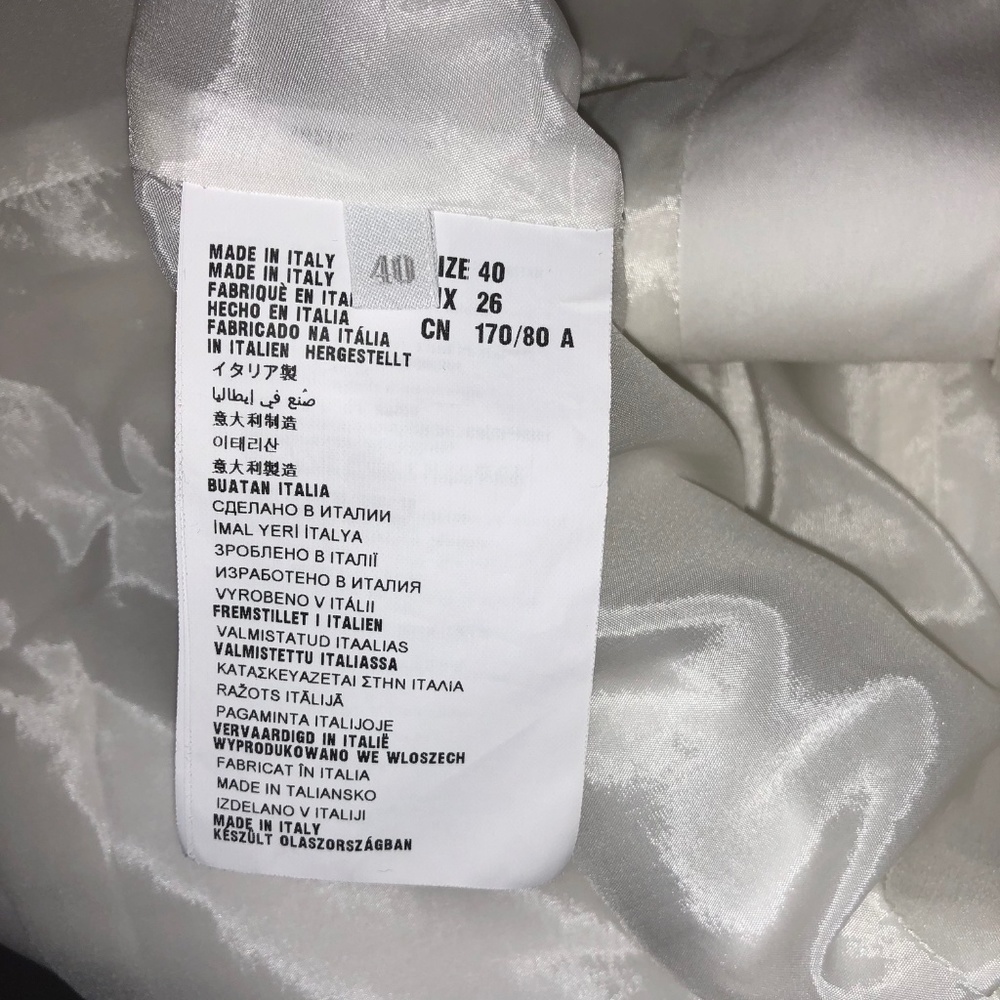 40
MADE IN ITALY
MADE IN ITALY
FABRIQUÈ EN
HECHO EN ITALIA
FABRICADO NA ITÁLIA
IN ITALIEN HERGESTELLT
イタリア製
صُنع في إيطاليا
意大利制造
이태리산
意大利製造
BUATAN ITALIA
СДЕЛАНО В ИТАЛИИ
İMAL YERİ İTALYA
ЗРОБЛЕНО В ІТАЛІЇ
ИЗРАБОТЕНО В ИТАЛИЯ
VYROBENO V ITÁLII
FREMSTILLET I ITALIEN
VALMISTATUD ITAALIAS
VALMISTETTU ITALIASSA
ΚΑΤΑΣΚΕΥΑΖΕΤΑΙ ΣΤΗΝ ΙΤΑΛΙΑ
RAŽOTS ITĀLIJĀ
PAGAMINTA ITALIJOJE
VERVAARDIGD IN ITALIË
WYPRODUKOWANO WE WLOSZECH
FABRICAT ÎN ITALIA
MADE IN TALIANSKO
IZDELANO V ITALIJI
MADE IN ITALY
KÉSZÜLT OLASZORSZÁGBAN
IZE 40
26
CN 170/80 A